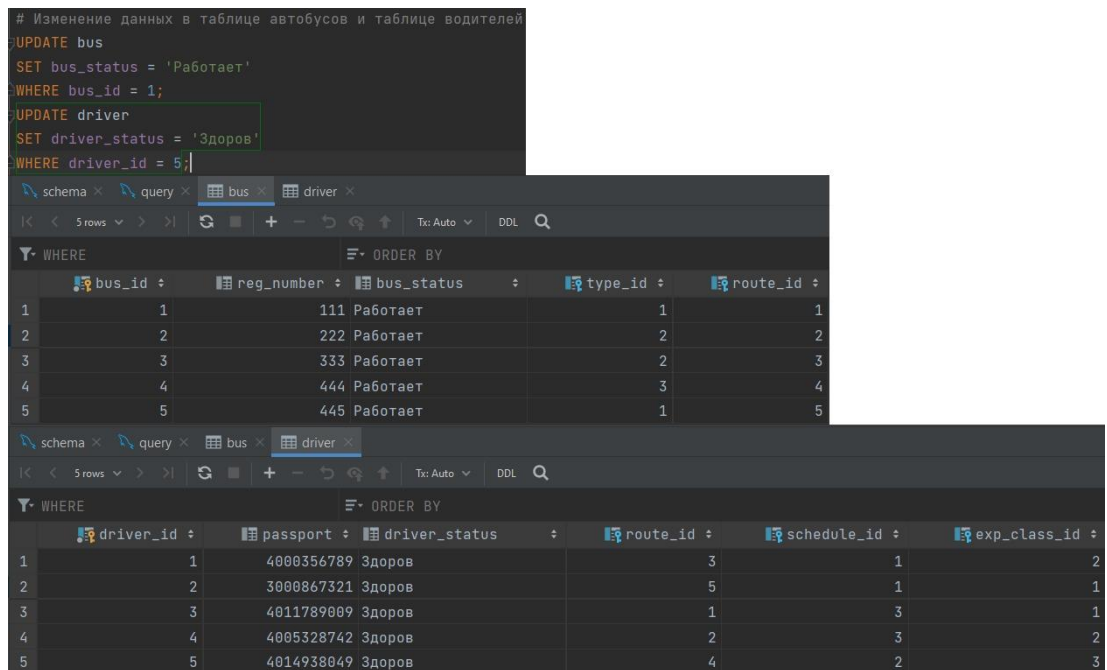 # Изменение данных в таблице автобусов и таблице водителей
UPDATE bus
SET bus_status = 'Работает'
WHERE bus_id = 1;
UPDATE driver
SET driver_status = 'Здоров'
WHERE driver_id = 5;
schema query bus driver
5 rows Tx: Auto DDL
WHERE ORDER BY
bus_id reg_number bus_status type_id route_id
1 1 111 Работает 1 1
2 2 222 Работает 2 2
3 3 333 Работает 2 3
4 4 444 Работает 3 4
5 5 445 Работает 1 5
schema query bus driver
5 rows Tx: Auto DDL
WHERE ORDER BY
driver_id passport driver_status route_id schedule_id exp_class_id
1 1 4000356789 Здоров 3 1 2
2 2 3000867321 Здоров 5 1 1
3 3 4011789009 Здоров 1 3 1
4 4 4005328742 Здоров 2 3 2
5 5 4014938049 Здоров 4 2 3